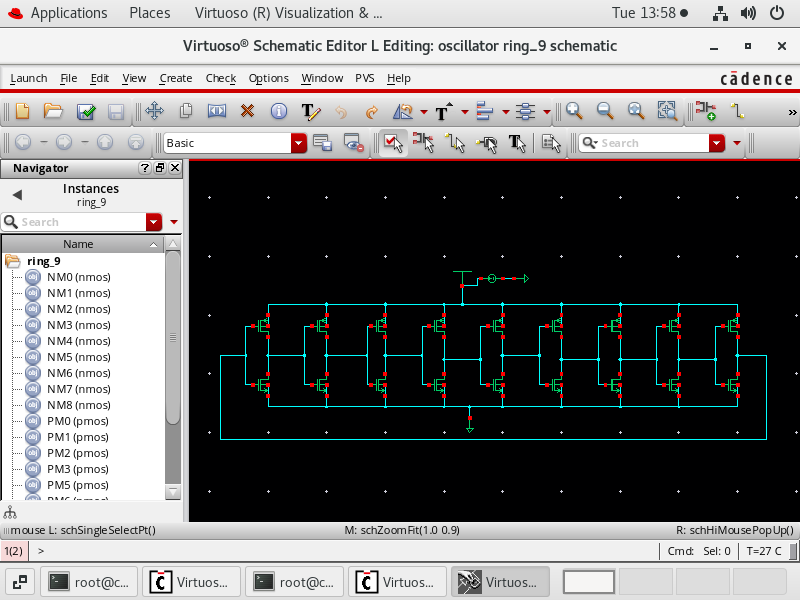 Applications Places Virtuoso (R) Visualization & ... Tue 13:58
Virtuoso® Schematic Editor L Editing: oscillator ring_9 schematic
Launch File Edit View Create Check Options Window PVS Help cādence
Basic Search
Navigator
Instances
ring_9
Search
Name
ring_9
NM0 (nmos)
NM1 (nmos)
NM2 (nmos)
NM3 (nmos)
NM4 (nmos)
NM5 (nmos)
NM6 (nmos)
NM7 (nmos)
NM8 (nmos)
PM0 (pmos)
PM1 (pmos)
PM2 (pmos)
PM3 (pmos)
PM5 (pmos)
mouse L: schSingleSelectPt() M: schZoomFit(1.0 0.9) R: schHiMousePopUp()
1(2) > Cmd: Sel: 0 T=27 C
root@c... Virtuos... root@c... Virtuos... Virtuos...